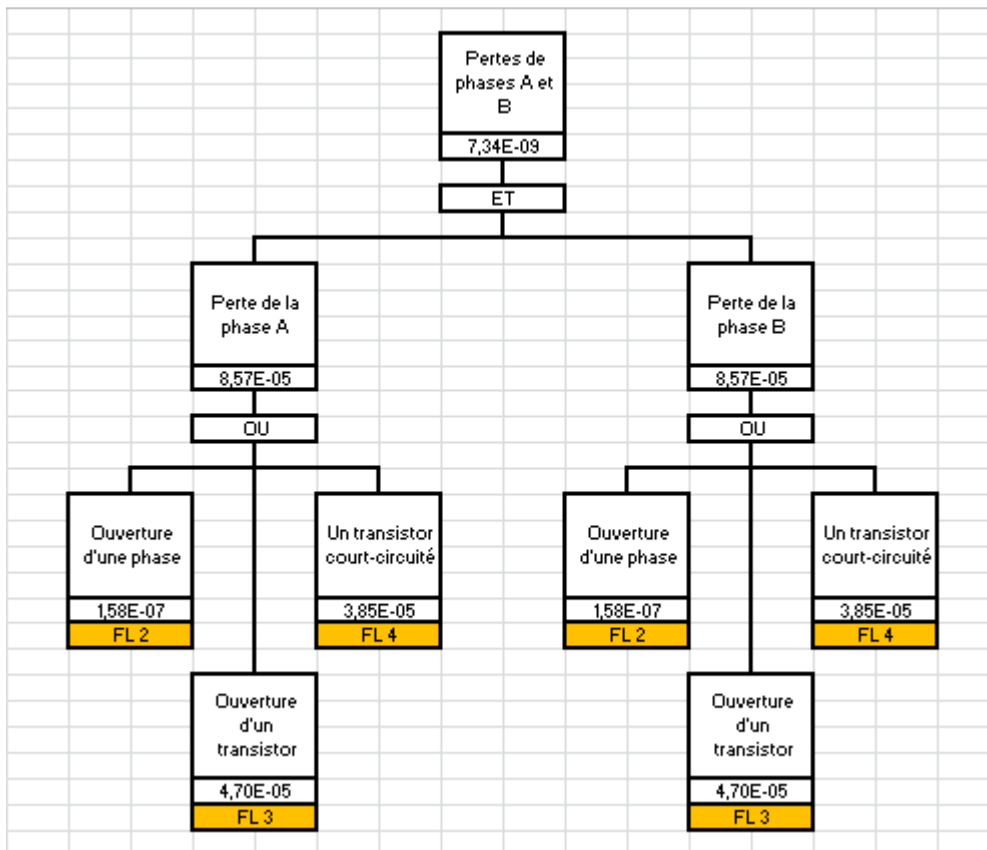 Pertes de
phases A et
B
7,34E-09
ET
Perte de la
phase A
8,57E-05
OU
Perte de la
phase B
8,57E-05
OU
Ouverture
d'une phase
1,58E-07
FL 2
Un transistor
court-circuité
3,85E-05
FL 4
Ouverture
d'une phase
1,58E-07
FL 2
Un transistor
court-circuité
3,85E-05
FL 4
Ouverture
d'un
transistor
4,70E-05
FL 3
Ouverture
d'un
transistor
4,70E-05
FL 3